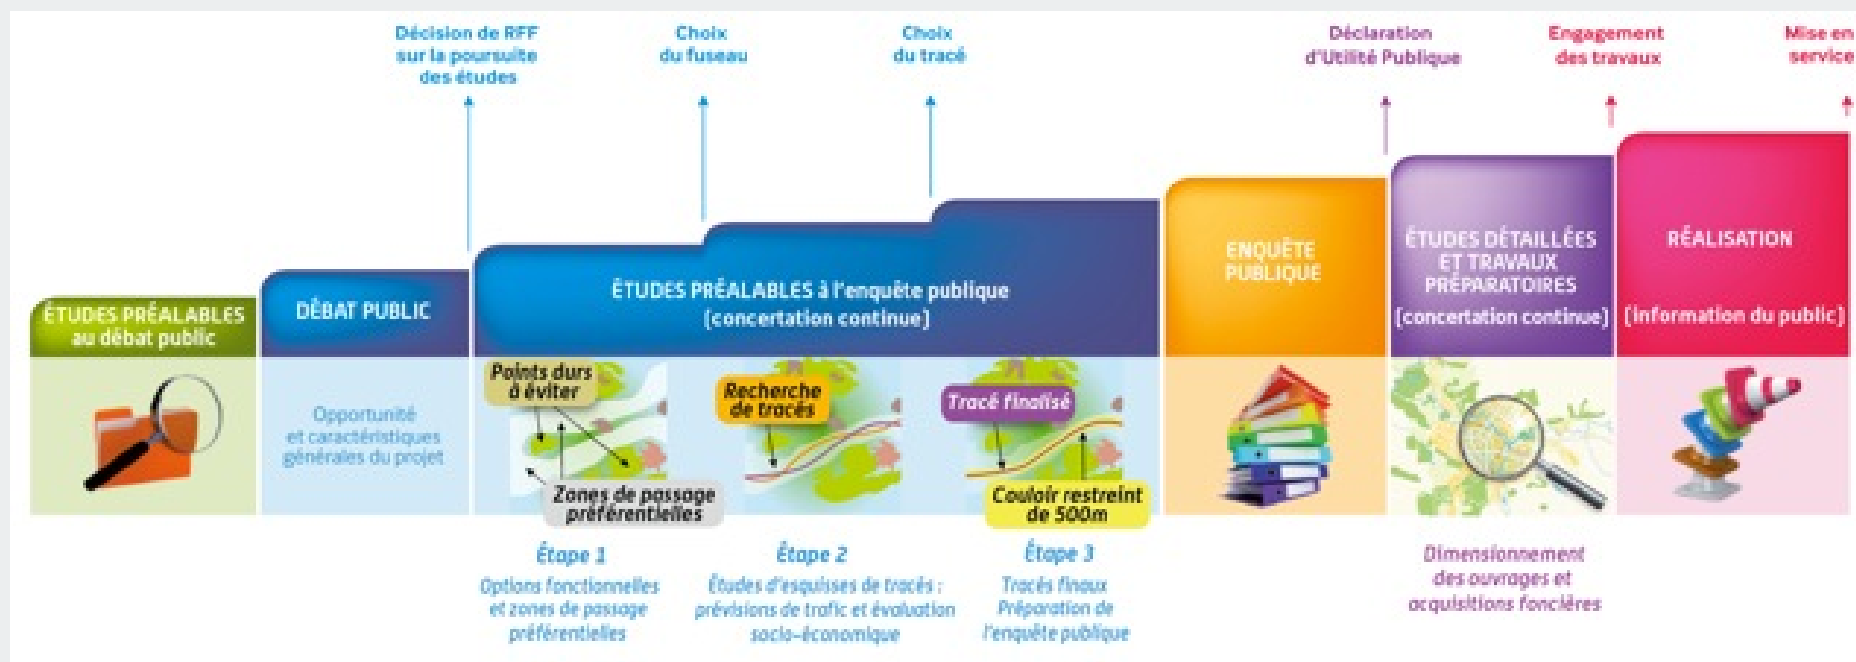 Décision de RFF
sur la poursuite
des études
Choix
du fuseau
Choix
du tracé
Déclaration
d'Utilité Publique
Engagement
des travaux
Mise en
service
ÉTUDES PRÉALABLES
au débat public
DÉBAT PUBLIC
ÉTUDES PRÉALABLES à l'enquête publique
(concertation continue)
ENQUÊTE
PUBLIQUE
ÉTUDES DÉTAILLÉES
ET TRAVAUX
PRÉPARATOIRES
(concertation continue)
RÉALISATION
(information du public)
Opportunité
et caractéristiques
générales du projet
Points durs
à éviter
Zones de passage
préférentielles
Recherche
de tracés
Tracé finalisé
Couloir restreint
de 500m
Étape 1
Options fonctionnelles
et zones de passage
préférentielles
Étape 2
Études d'esquisses de tracés :
prévisions de trafic et évaluation
socio-économique
Étape 3
Tracés finaux
Préparation de
l'enquête publique
Dimensionnement
des ouvrages et
acquisitions foncières